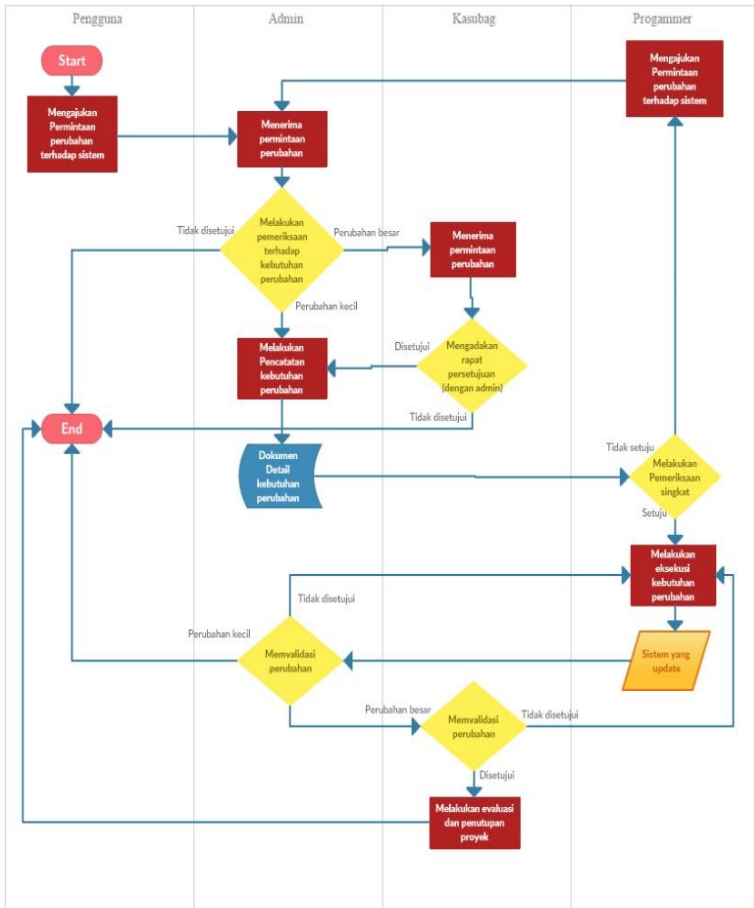 Pengguna
Admin
Kasubag
Progammer
Start
Mengajukan
Permintaan
perubahan
terhadap sistem
Menerima
permintaan
perubahan
Mengajukan
Permintaan
perubahan
terhadap sistem
Tidak disetujui
Melakukan
pemeriksaan
terhadap
kebutuhan
perubahan
Perubahan besar
Menerima
permintaan
perubahan
Perubahan kecil
Melakukan
Pencatatan
kebutuhan
perubahan
Disetujui
Mengadakan
rapat
persetujuan
(dengan admin)
Tidak disetujui
End
Dokumen
Detail
kebutuhan
perubahan
Tidak setuju
Melakukan
Pemeriksaan
singkat
Setuju
Melakukan
eksekusi
kebutuhan
perubahan
Tidak disetujui
Perubahan kecil
Memvalidasi
perubahan
Sistem yang
update
Perubahan besar
Memvalidasi
perubahan
Tidak disetujui
Disetujui
Melakukan evaluasi
dan penutupan
proyek